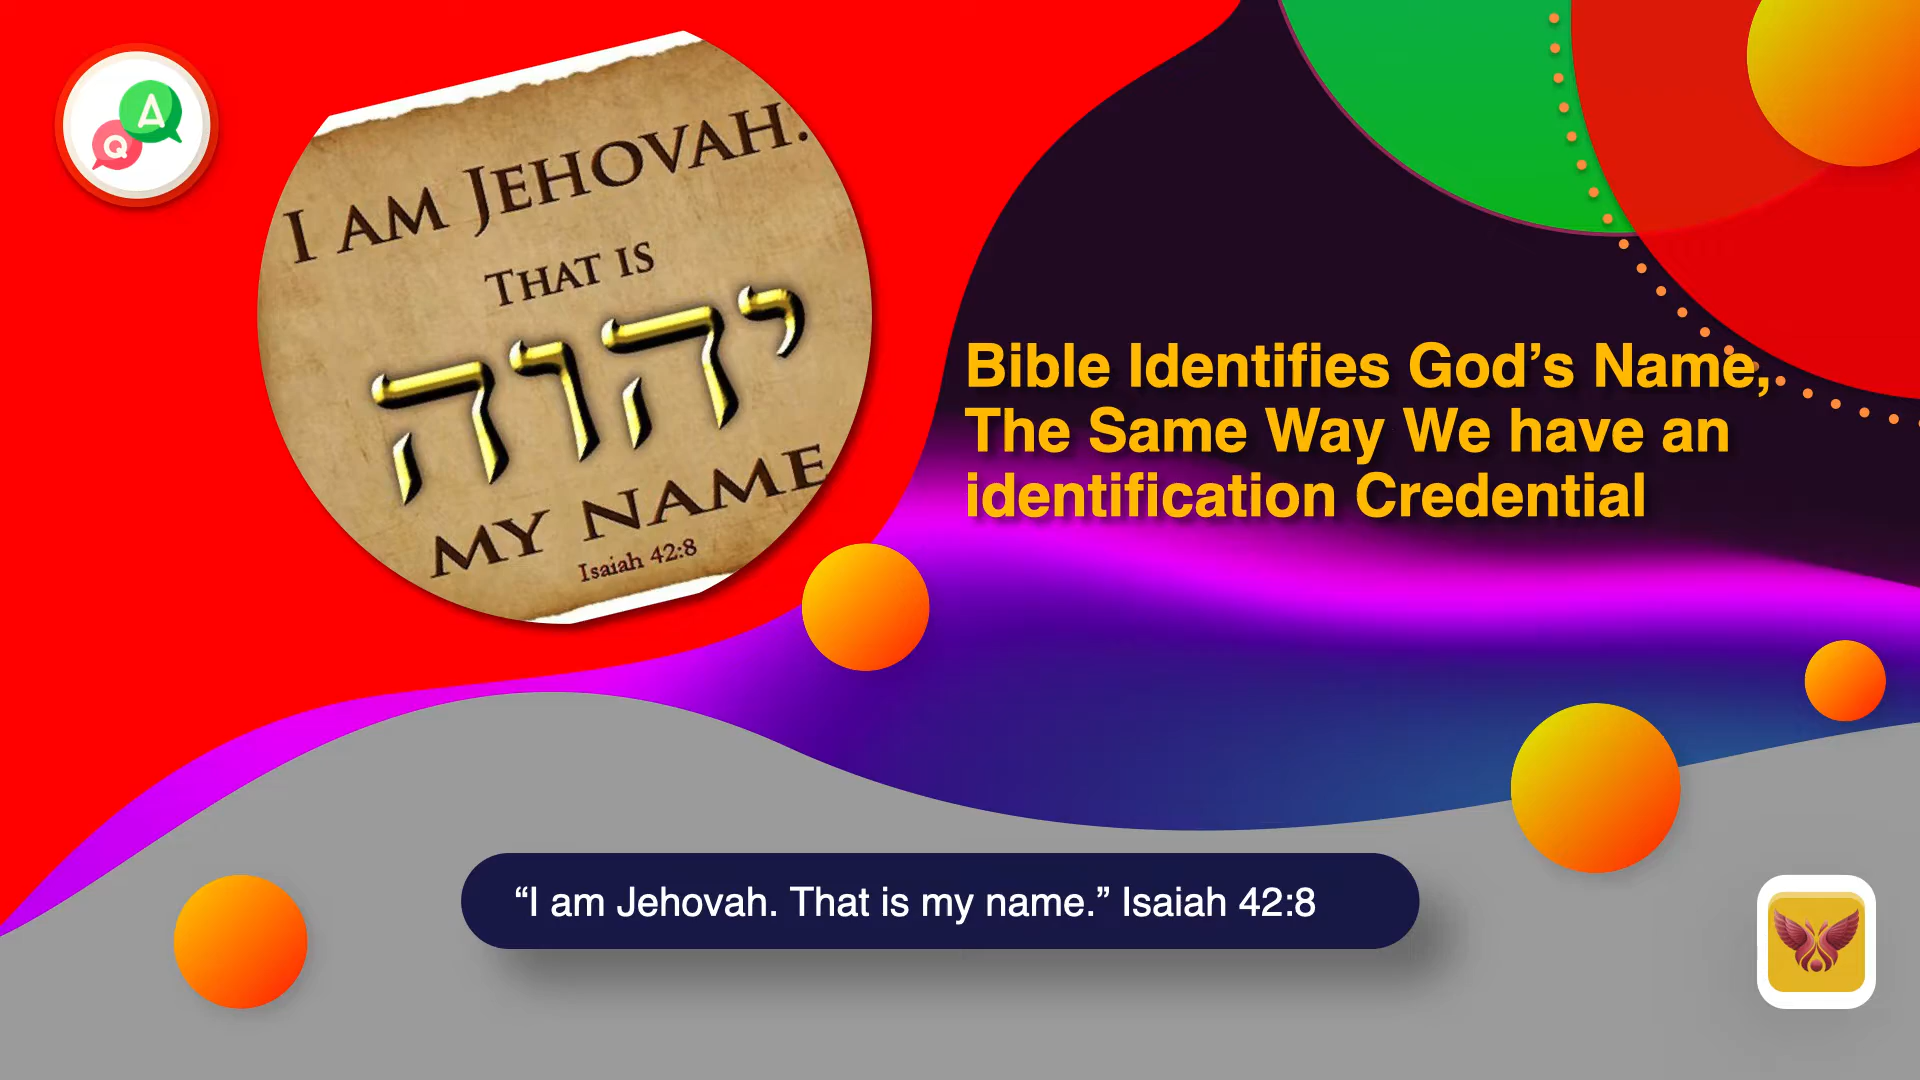 A
Q
I AM JEHOVAH.
THAT IS
יהוה
MY NAME
Isaiah 42:8
Bible Identifies God’s Name,
The Same Way We have an
identification Credential
“I am Jehovah. That is my name.” Isaiah 42:8